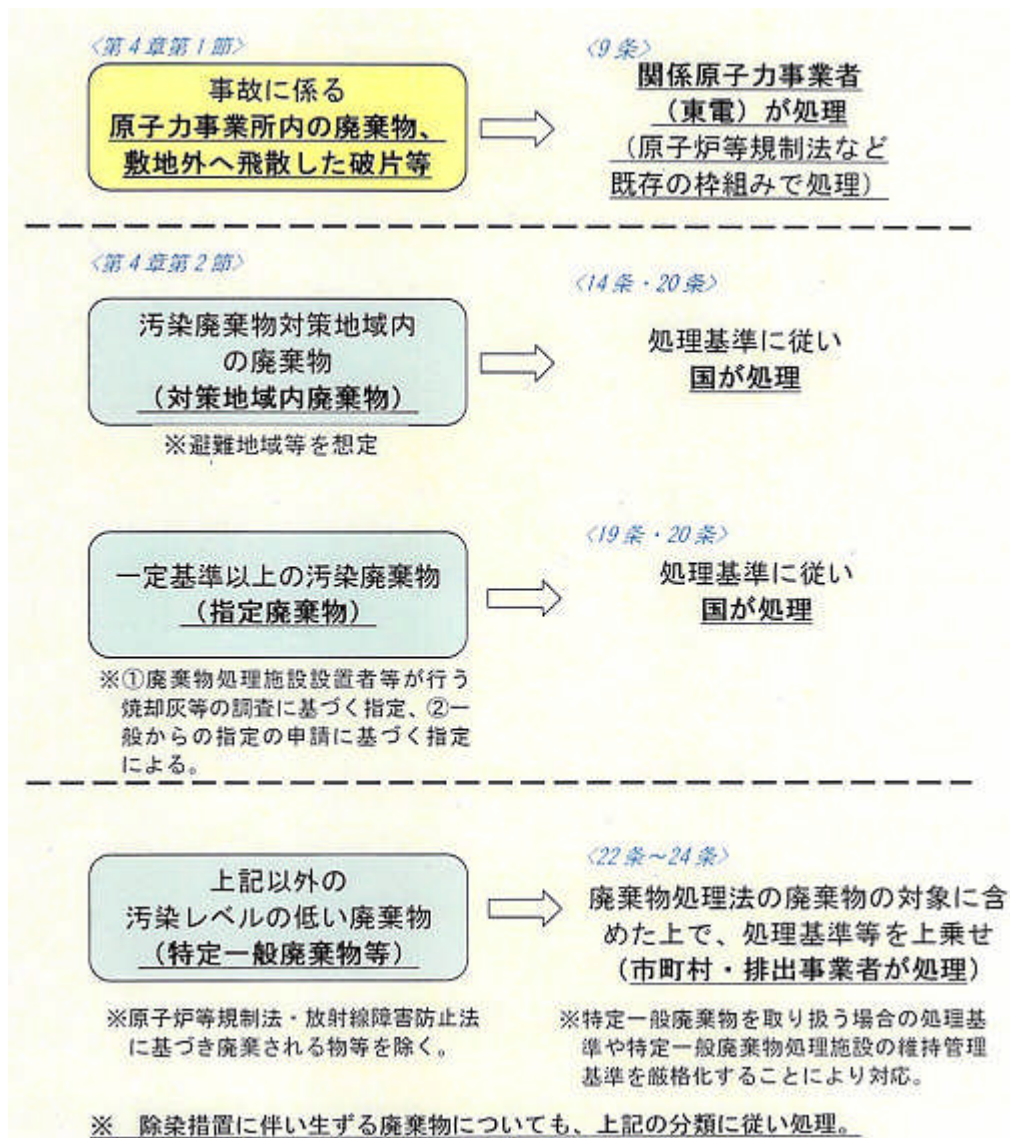 〈第4章第1節〉
事故に係る
原子力事業所内の廃棄物、
敷地外へ飛散した破片等
〈9条〉
関係原子力事業者
（東電）が処理
（原子炉等規制法など
既存の枠組みで処理）
〈第4章第2節〉
汚染廃棄物対策地域内
の廃棄物
（対策地域内廃棄物）
※避難地域等を想定
〈14条・20条〉
処理基準に従い
国が処理
一定基準以上の汚染廃棄物
（指定廃棄物）
※①廃棄物処理施設設置者等が行う
焼却灰等の調査に基づく指定、②一
般からの指定の申請に基づく指定
による。
〈19条・20条〉
処理基準に従い
国が処理
上記以外の
汚染レベルの低い廃棄物
（特定一般廃棄物等）
※原子炉等規制法・放射線障害防止法
に基づき廃棄される物等を除く。
〈22条～24条〉
廃棄物処理法の廃棄物の対象に含
めた上で、処理基準等を上乗せ
（市町村・排出事業者が処理）
※特定一般廃棄物を取り扱う場合の処理基
準や特定一般廃棄物処理施設の維持管理
基準を厳格化することにより対応。
※　除染措置に伴い生ずる廃棄物についても、上記の分類に従い処理。